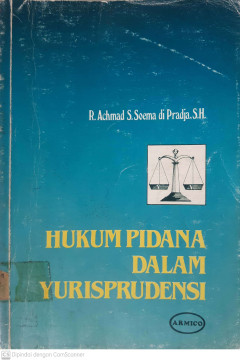 R. Achmad S. Soema di Pradja. S.H.
HUKUM PIDANA
DALAM
YURISPRUDENSI
ARMICO
Dipindai dengan CamScanner